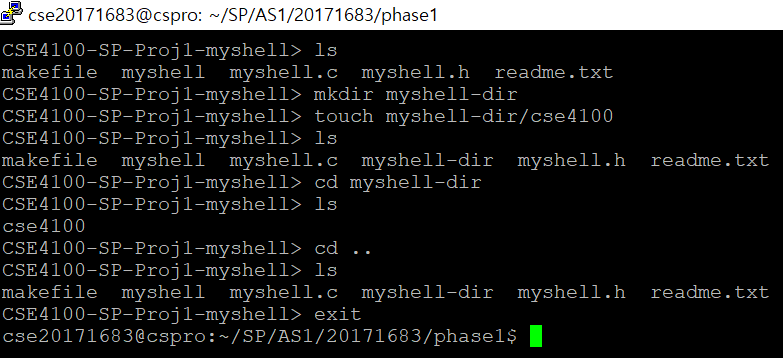 cse20171683@cspro: ~/SP/AS1/20171683/phase1
CSE4100-SP-Proj1-myshell> ls
makefile  myshell  myshell.c  myshell.h  readme.txt
CSE4100-SP-Proj1-myshell> mkdir myshell-dir
CSE4100-SP-Proj1-myshell> touch myshell-dir/cse4100
CSE4100-SP-Proj1-myshell> ls
makefile  myshell  myshell.c  myshell-dir  myshell.h  readme.txt
CSE4100-SP-Proj1-myshell> cd myshell-dir
CSE4100-SP-Proj1-myshell> ls
cse4100
CSE4100-SP-Proj1-myshell> cd ..
CSE4100-SP-Proj1-myshell> ls
makefile  myshell  myshell.c  myshell-dir  myshell.h  readme.txt
CSE4100-SP-Proj1-myshell> exit
cse20171683@cspro:~/SP/AS1/20171683/phase1$